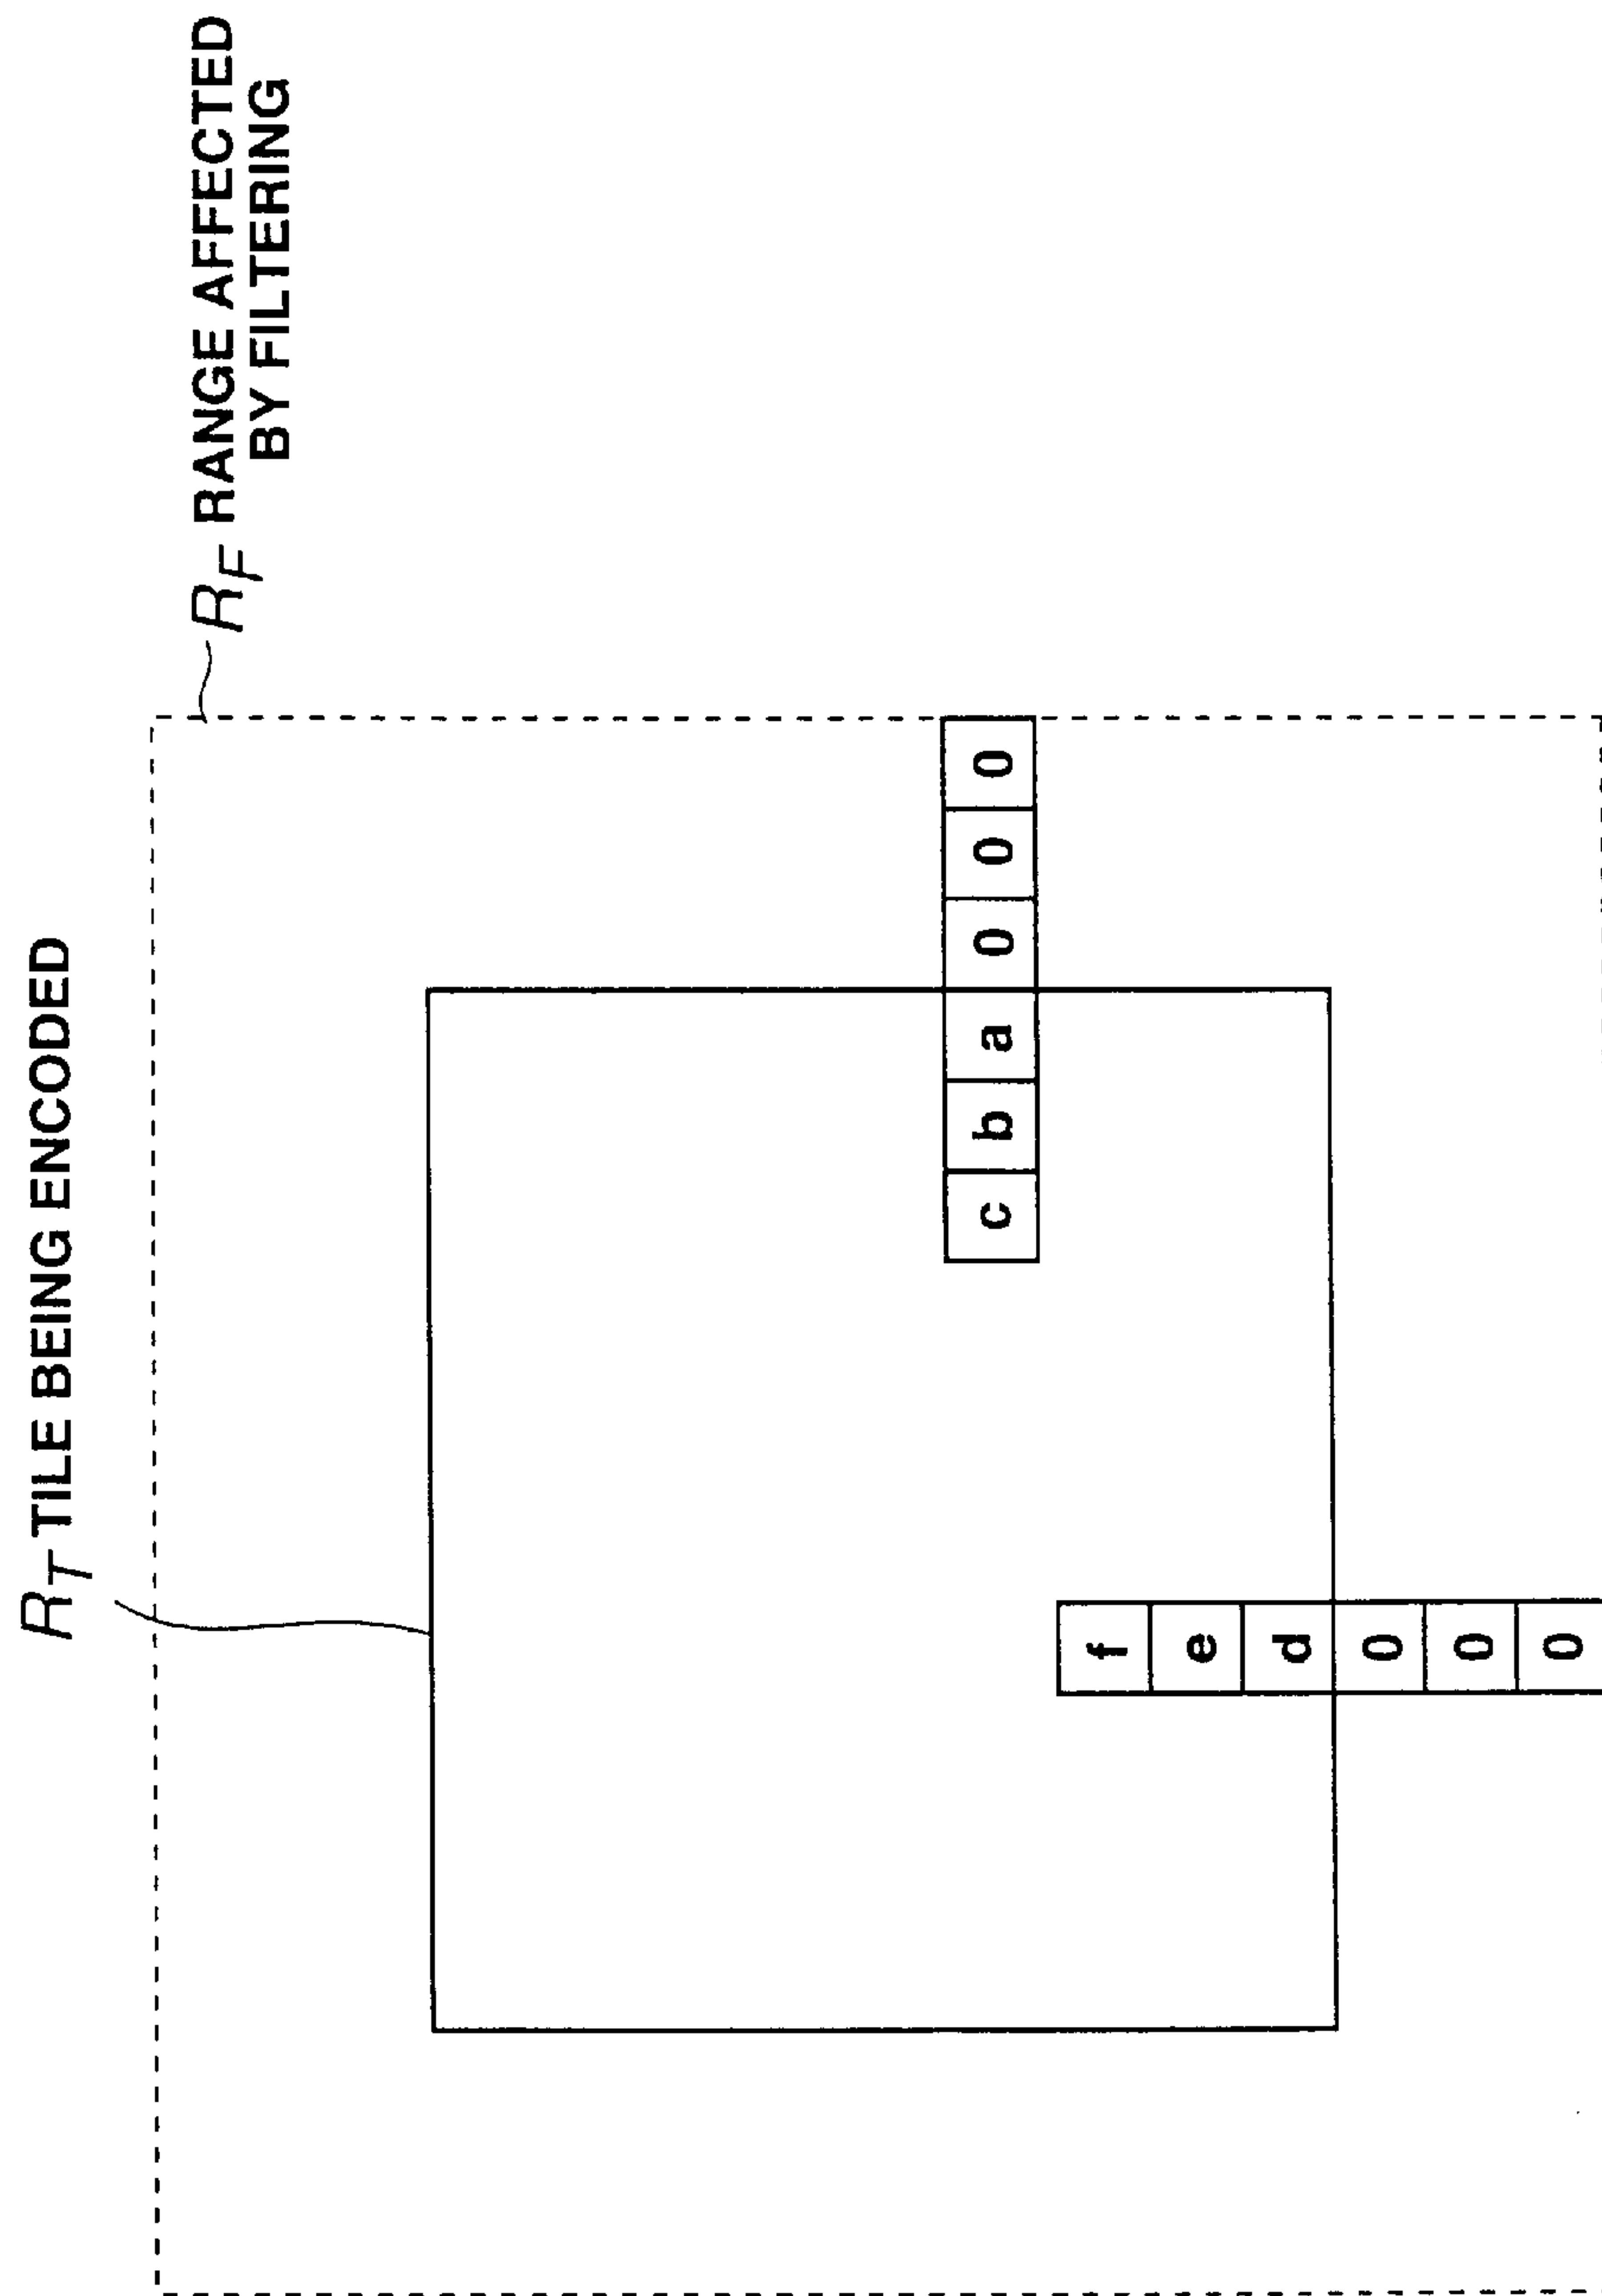 R_T TILE BEING ENCODED
R_F RANGE AFFECTED
BY FILTERING
c b a 0 0 0
f
e
d
0
0
0